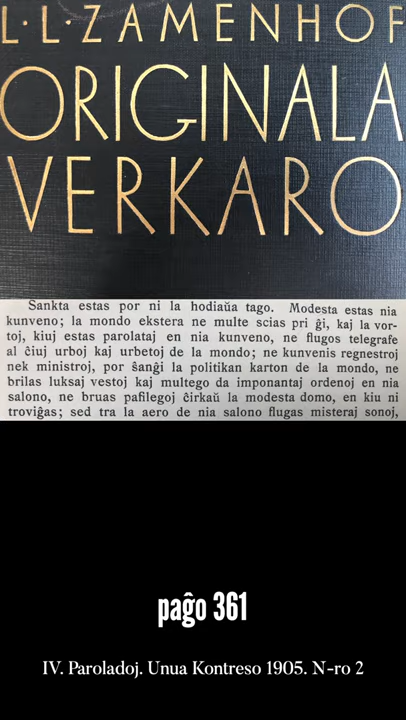 L·L·ZAMENHOF
ORIGINALA
VERKARO
Sankta estas por ni la hodiaŭa tago. Modesta estas nia
kunveno; la mondo ekstera ne multe scias pri ĝi, kaj la vor-
toj, kiuj estas parolataj en nia kunveno, ne flugos telegrafe
al ĉiuj urboj kaj urbetoj de la mondo; ne kunvenis regnestroj
nek ministroj, por ŝanĝi la politikan karton de la mondo, ne
brilas luksaj vestoj kaj multego da imponantaj ordenoj en nia
salono, ne bruas pafilegoj ĉirkaŭ la modesta domo, en kiu ni
troviĝas; sed tra la aero de nia salono flugas misteraj sonoj,
paĝo 361
IV. Paroladoj. Unua Kontreso 1905. N-ro 2